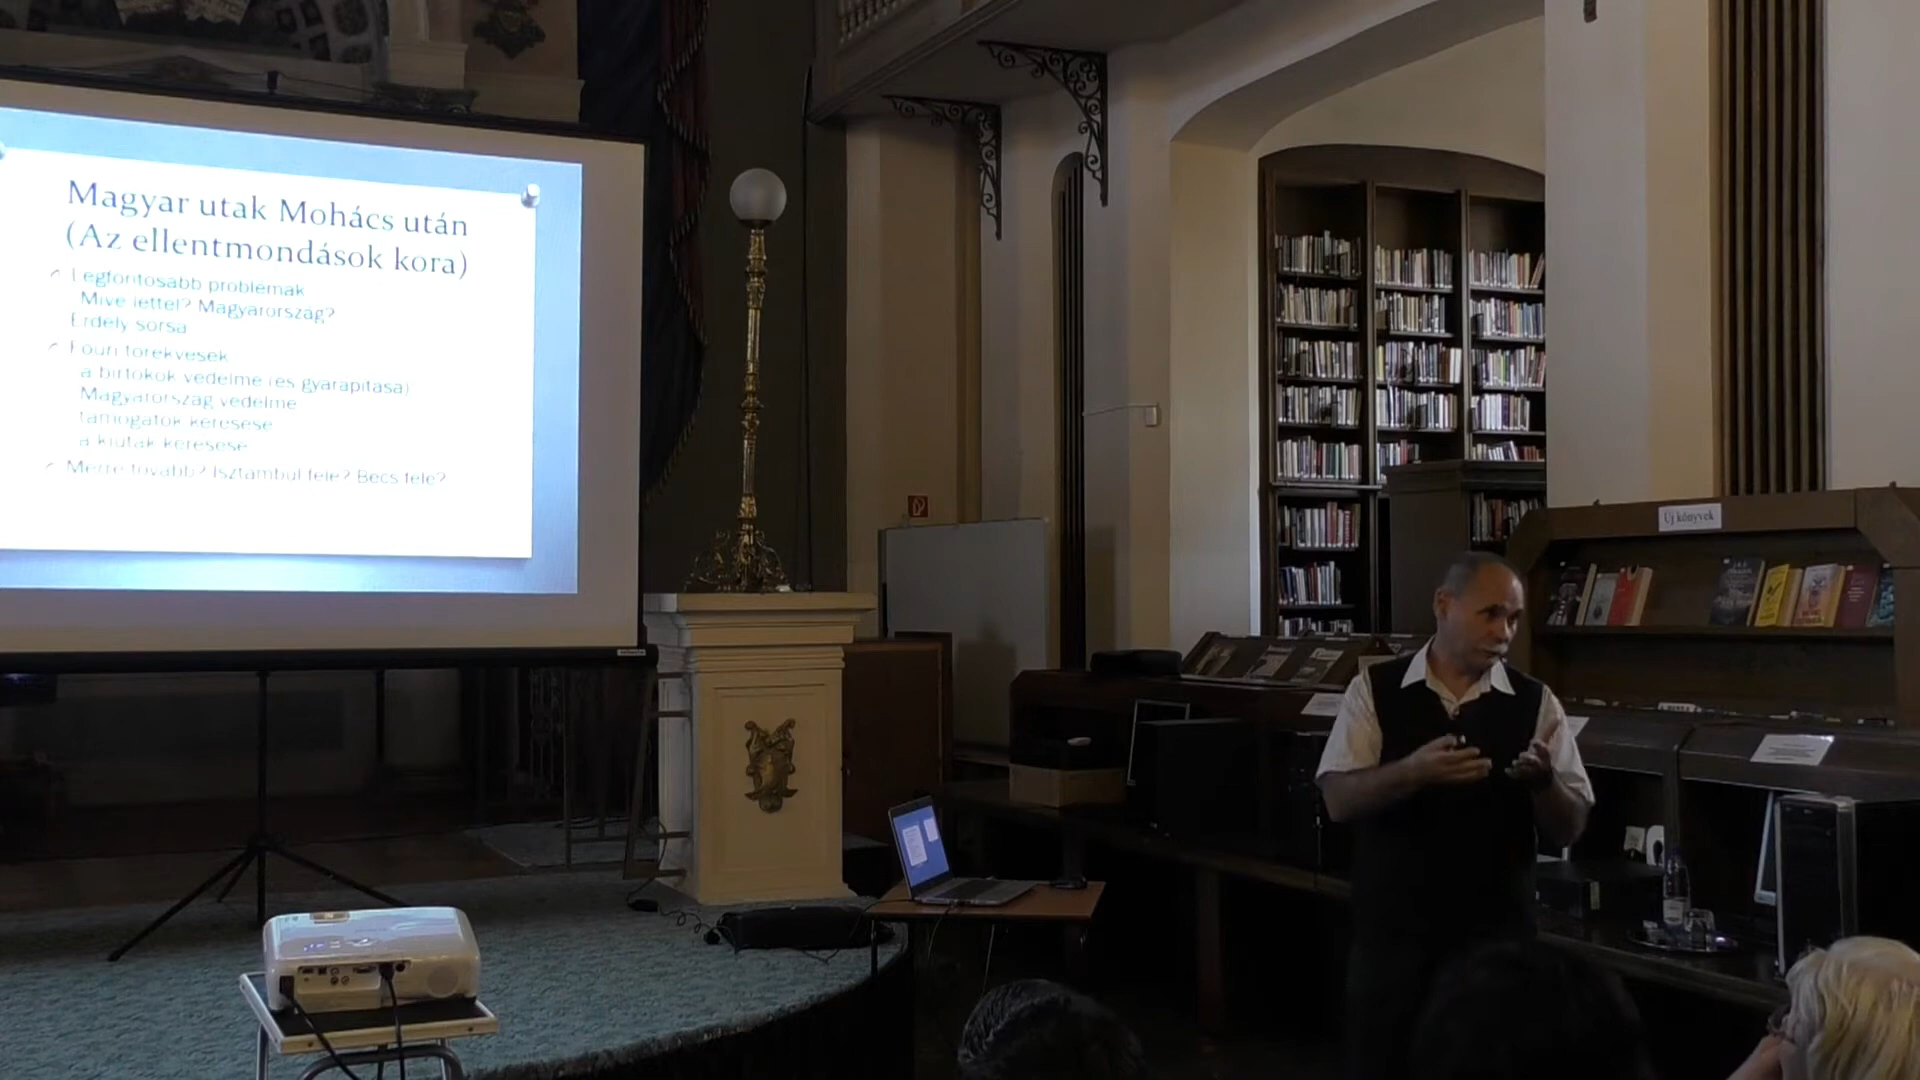 Magyar utak Mohács után
(Az ellentmondások kora)
Legfontosabb problémák
Mivé lettél? Magyarország?
Erdély sorsa
Főúri törekvések
a birtokok védelme (és gyarapítása)
Magyarország védelme
támogatók keresése
a kiutak keresése
Merre tovább? Isztambul felé? Bécs felé?
Új könyvek